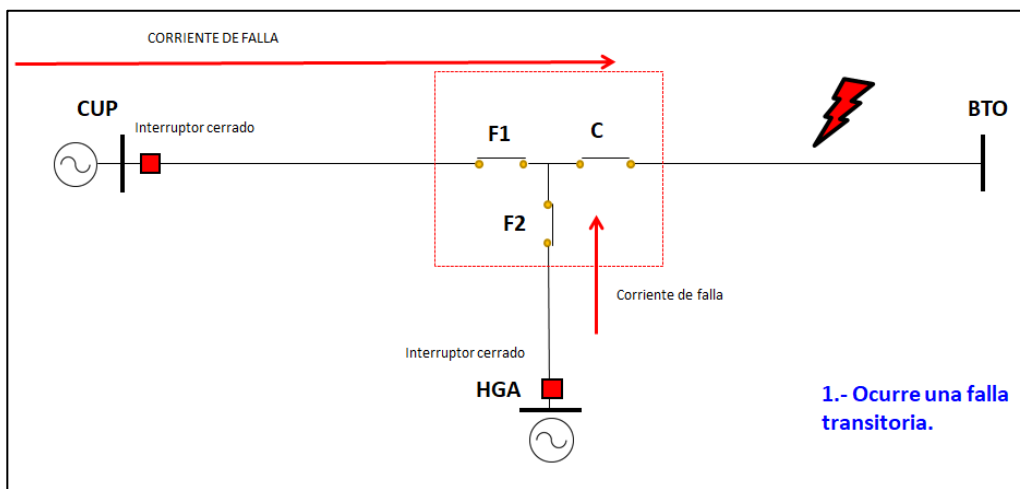 CORRIENTE DE FALLA
CUP
Interruptor cerrado
F1
C
BTO
F2
Corriente de falla
Interruptor cerrado
HGA
1.- Ocurre una falla
transitoria.